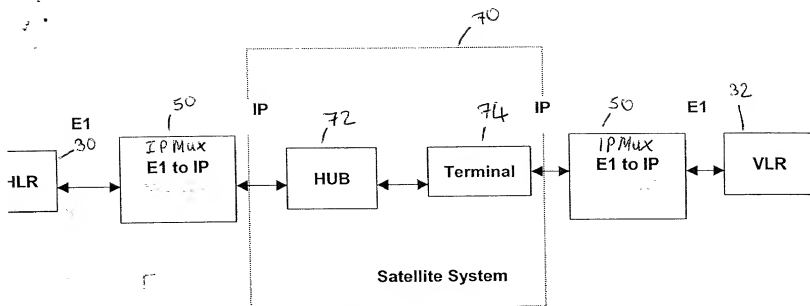 70
50
IP
72
74
IP
50
E1
32
E1
30
IPMux
E1 to IP
HLR
HUB
Terminal
IPMux
E1 to IP
VLR
Satellite System